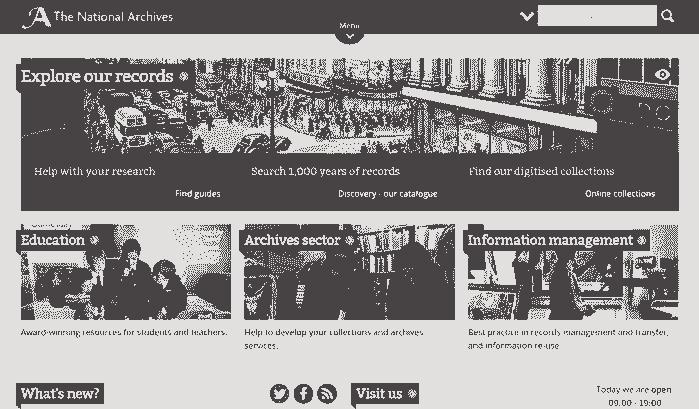 The National Archives
Menu
Explore our records
Help with your research
Search 1,000 years of records
Find our digitised collections
Find guides
Discovery - our catalogue
Online collections
Education
Archives sector
Information management
Award-winning resources for students and teachers.
Help to develop your collections and archives
services.
Best practice in records management and transfer,
and information re-use
What's new?
Visit us
Today we are open
09.00 - 19:00